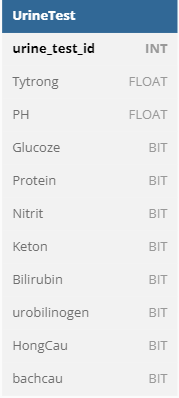 UrineTest
urine_test_id INT
Tytrong FLOAT
PH FLOAT
Glucoze BIT
Protein BIT
Nitrit BIT
Keton BIT
Bilirubin BIT
urobilinogen BIT
HongCau BIT
bachcau BIT